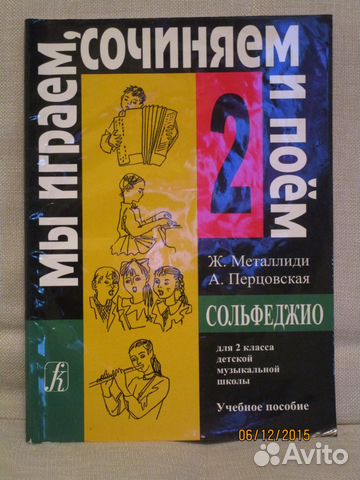 Мы играем,
сочиняем
и поём
2
Ж. Металлиди
А. Перцовская
СОЛЬФЕДЖИО
для 2 класса
детской
музыкальной
школы
Учебное пособие
fk
06/12/2015
Avito